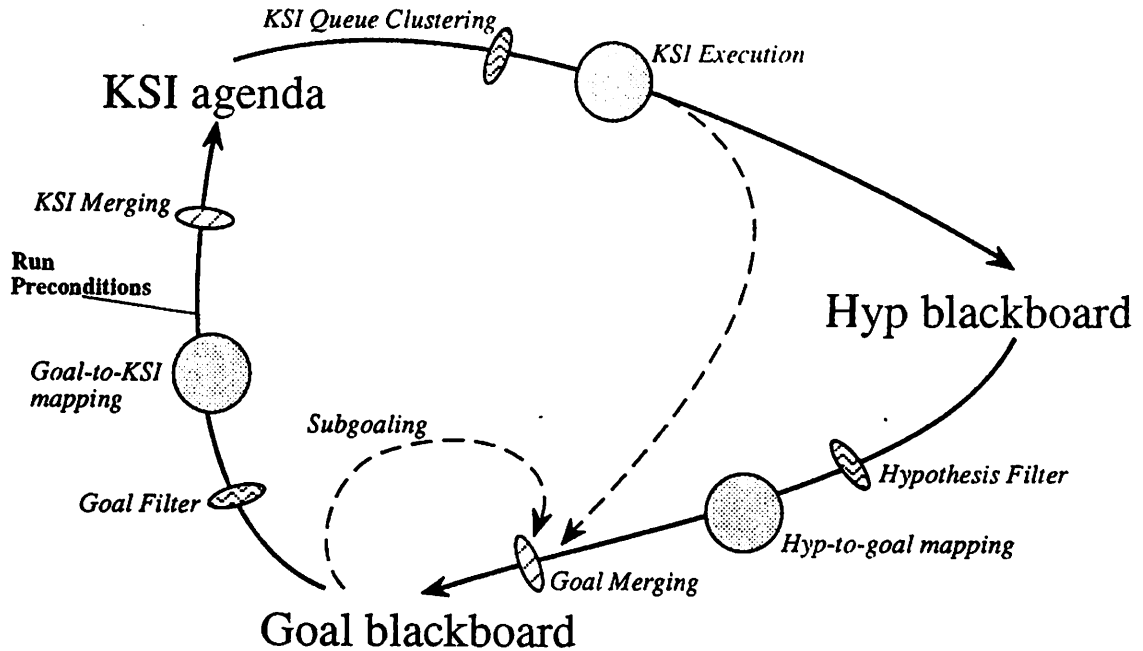 KSI Queue Clustering
KSI Execution
KSI agenda
KSI Merging
Run
Preconditions
Hyp blackboard
Goal-to-KSI
mapping
Subgoaling
Goal Filter
Hypothesis Filter
Hyp-to-goal mapping
Goal Merging
Goal blackboard